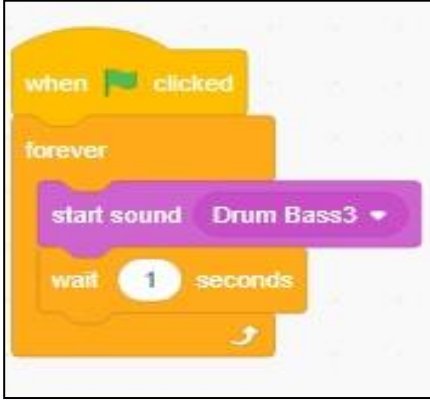 when clicked
forever
start sound Drum Bass3
wait 1 seconds